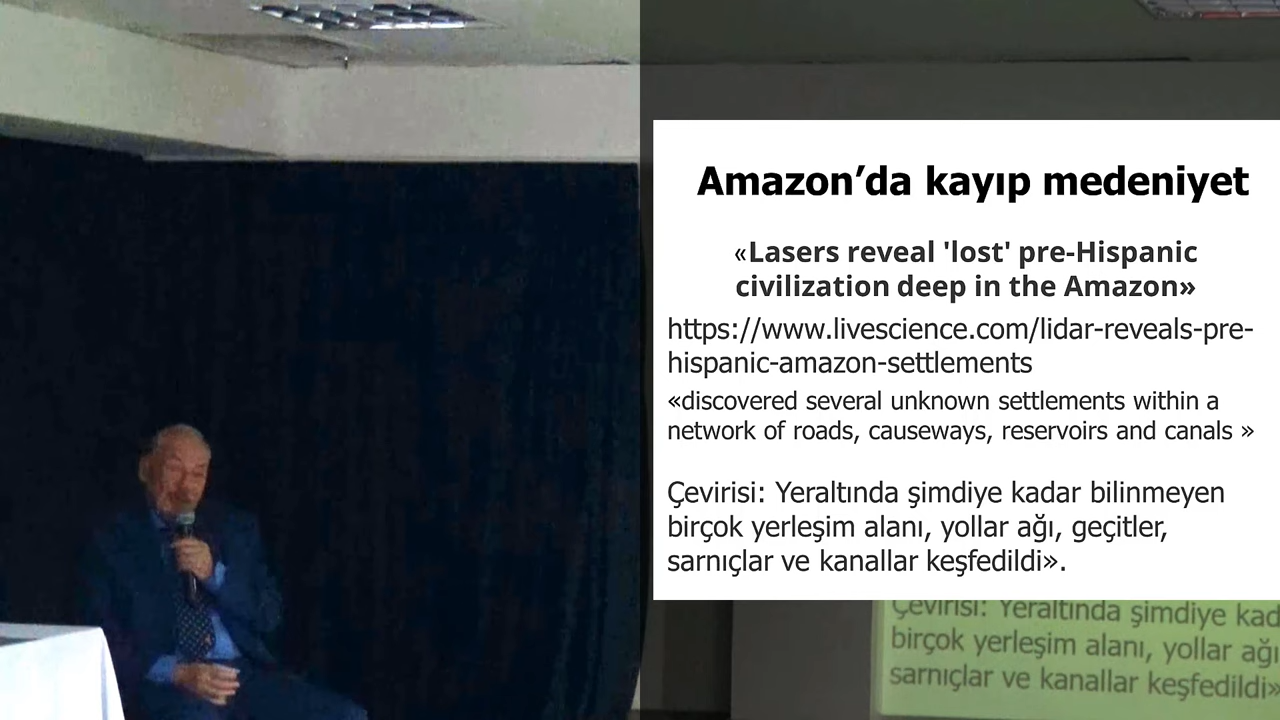 Amazon’da kayıp medeniyet
«Lasers reveal 'lost' pre-Hispanic
civilization deep in the Amazon»
https://www.livescience.com/lidar-reveals-pre-
hispanic-amazon-settlements
«discovered several unknown settlements within a
network of roads, causeways, reservoirs and canals »
Çevirisi: Yeraltında şimdiye kadar bilinmeyen
birçok yerleşim alanı, yollar ağı, geçitler,
sarnıçlar ve kanallar keşfedildi».
Çevirisi: Yeraltında şimdiye kad
birçok yerleşim alanı, yollar ağı
sarnıçlar ve kanallar keşfedildi»